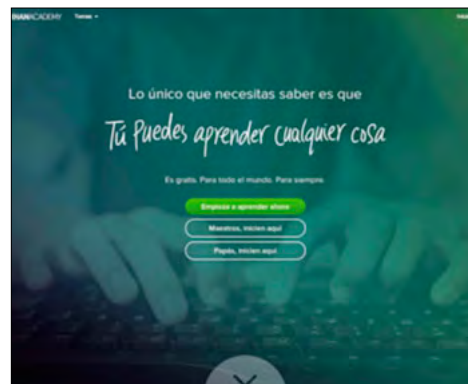 HANACADEMY Temas
Lo único que necesitas saber es que
Tú Puedes aprender cualquier cosa
Es gratis. Para todo el mundo. Para siempre.
Empieza a aprender ahora
Maestros, inicien aquí
Papás, inicien aquí